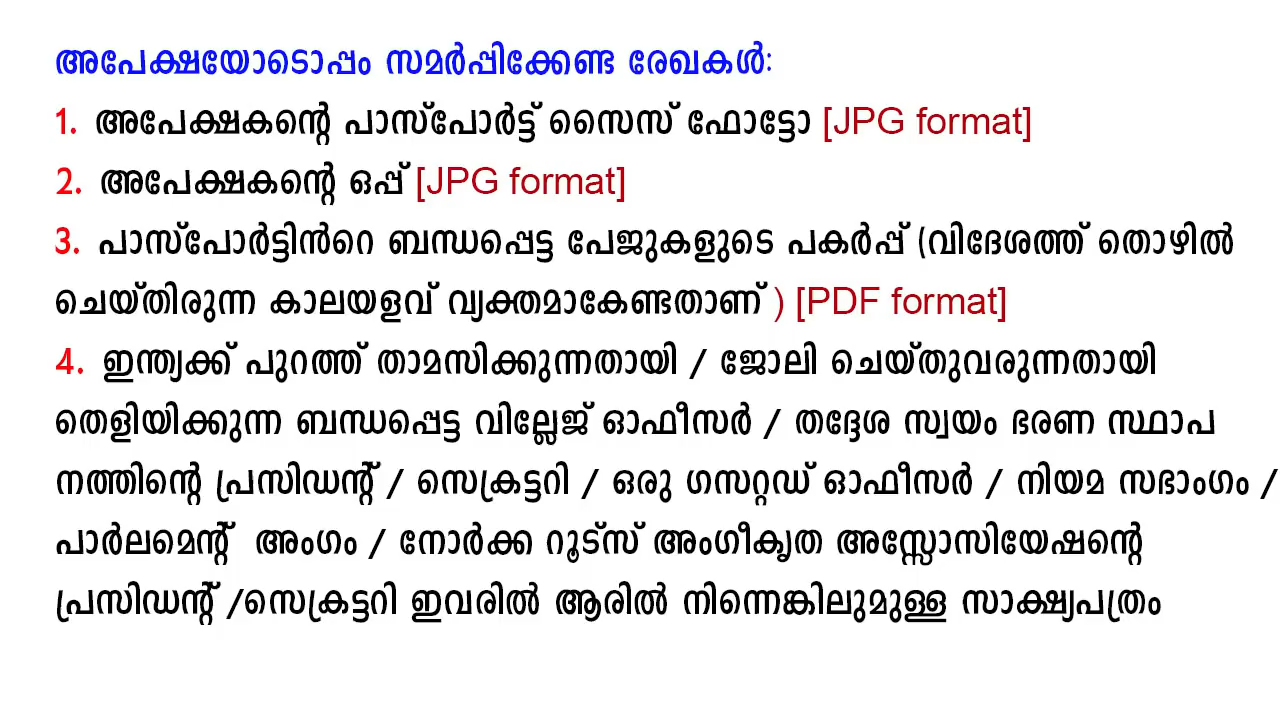 അപേക്ഷയോടൊപ്പം സമർപ്പിക്കേണ്ട രേഖകൾ:
1. അപേക്ഷകന്റെ പാസ്പോർട്ട് സൈസ് ഫോട്ടോ [JPG format]
2. അപേക്ഷകന്റെ ഒപ്പ് [JPG format]
3. പാസ്പോർട്ടിൻറെ ബന്ധപ്പെട്ട പേജുകളുടെ പകർപ്പ് (വിദേശത്ത് തൊഴിൽ
ചെയ്തിരുന്ന കാലയളവ് വ്യക്തമാകേണ്ടതാണ് ) [PDF format]
4. ഇന്ത്യക്ക് പുറത്ത് താമസിക്കുന്നതായി / ജോലി ചെയ്തുവരുന്നതായി
തെളിയിക്കുന്ന ബന്ധപ്പെട്ട വില്ലേജ് ഓഫീസർ / തദ്ദേശ സ്വയം ഭരണ സ്ഥാപ
നത്തിന്റെ പ്രസിഡന്റ് / സെക്രട്ടറി / ഒരു ഗസറ്റഡ് ഓഫീസർ / നിയമ സഭാംഗം /
പാർലമെന്റ് അംഗം / നോർക്ക റൂട്സ് അംഗീകൃത അസ്സോസിയേഷന്റെ
പ്രസിഡന്റ് /സെക്രട്ടറി ഇവരിൽ ആരിൽ നിന്നെങ്കിലുമുള്ള സാക്ഷ്യപത്രം